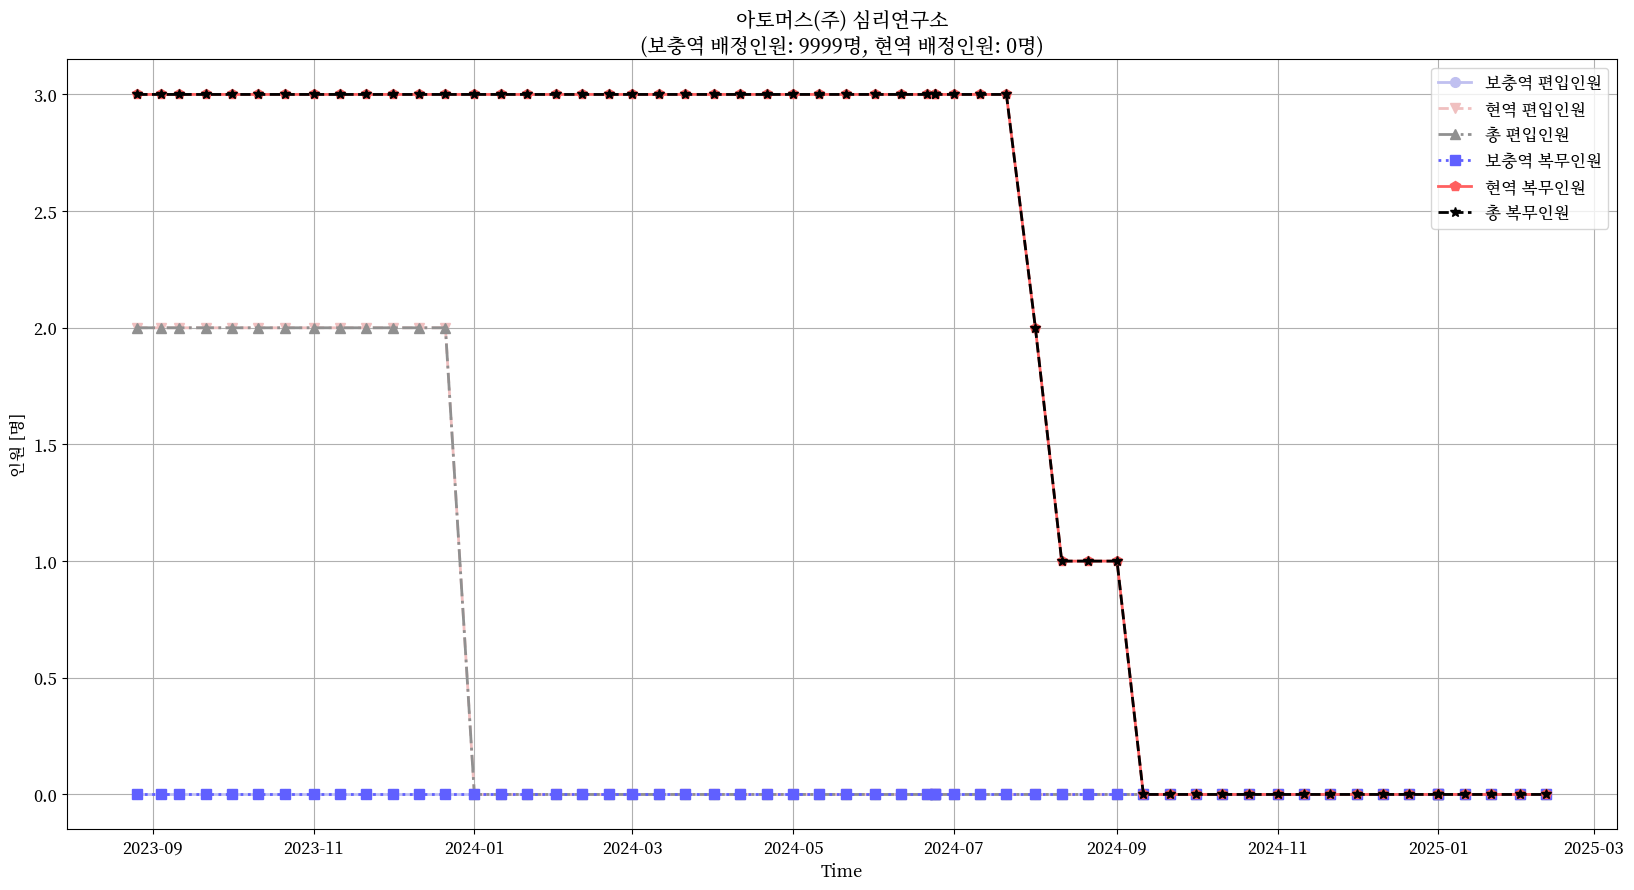 아토머스(주) 심리연구소
(보충역 배정인원: 9999명, 현역 배정인원: 0명)
보충역 편입인원
현역 편입인원
총 편입인원
보충역 복무인원
현역 복무인원
총 복무인원
인원 [명]
3.0
2.5
2.0
1.5
1.0
0.5
0.0
2023-09 2023-11 2024-01 2024-03 2024-05 2024-07 2024-09 2024-11 2025-01 2025-03
Time